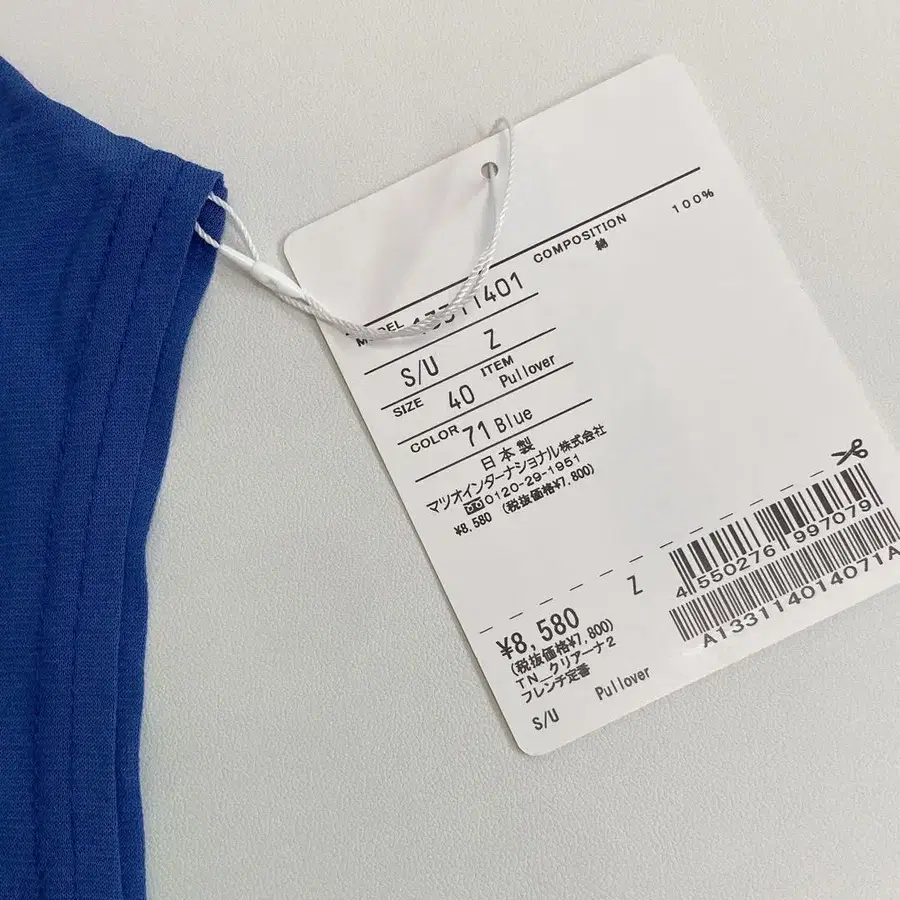 COMPOSITION
綿 100%
MODEL 13311401
S/U Z
SIZE 40 ITEM Pullover
COLOR 71 Blue
日本製
マツオインターナショナル株式会社
0120-29-1951
¥8,580 (税抜価格¥7,800)
4 550276 997079
A133114014071A
Z
¥8,580
(税抜価格¥7,800)
TN_クリアーナ2
フレンチ定番
S/U Pullover